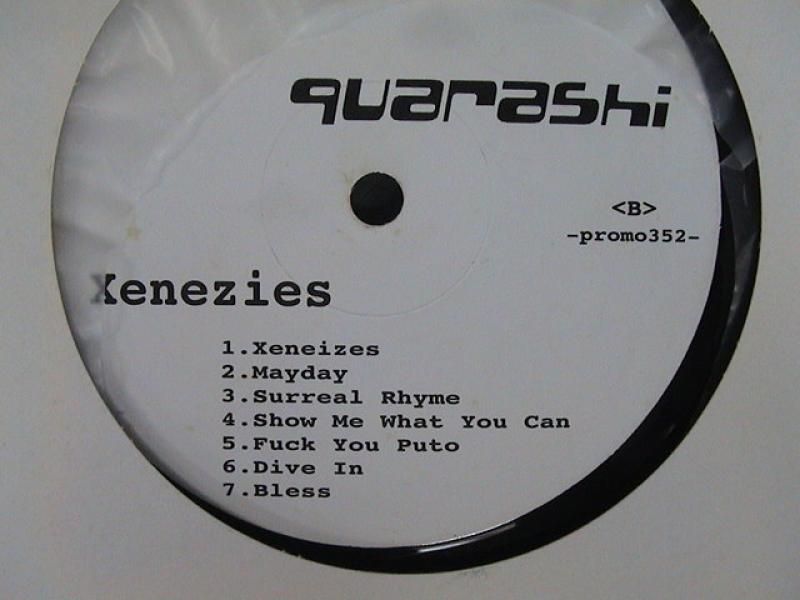 quarashi
<B>
-promo352-
Xenezies
1.Xeneizes
2.Mayday
3.Surreal Rhyme
4.Show Me What You Can
5.Fuck You Puto
6.Dive In
7.Bless